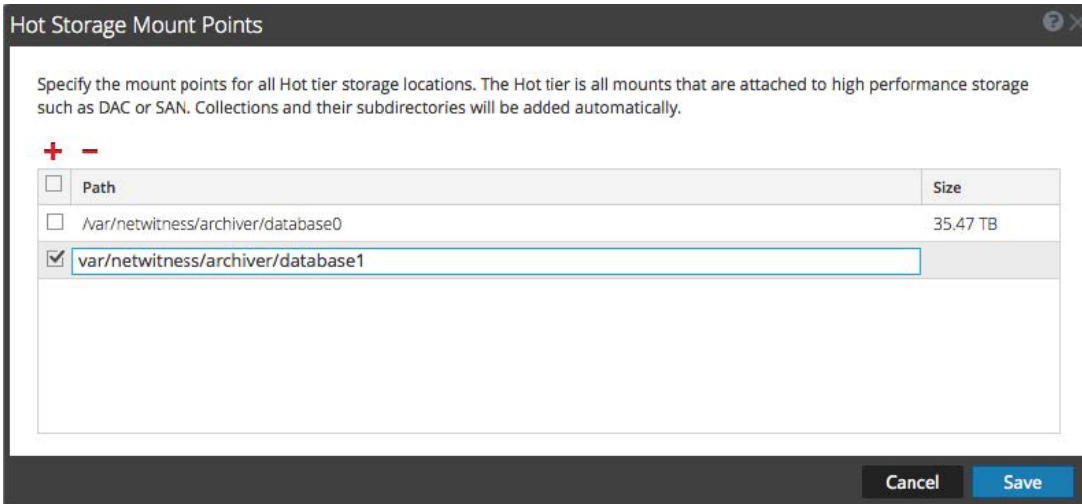 Hot Storage Mount Points
Specify the mount points for all Hot tier storage locations. The Hot tier is all mounts that are attached to high performance storage
such as DAC or SAN. Collections and their subdirectories will be added automatically.
Path Size
/var/netwitness/archiver/database0 35.47 TB
var/netwitness/archiver/database1
Cancel Save